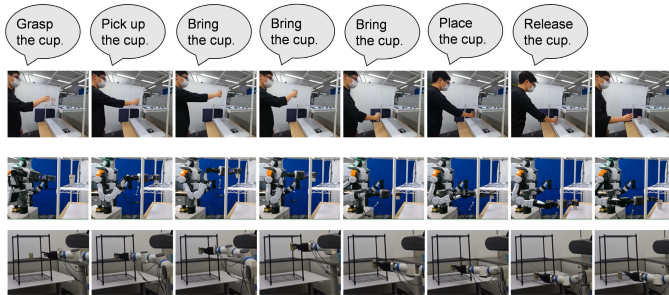 Grasp
the cup.
Pick up
the cup.
Bring
the cup.
Bring
the cup.
Bring
the cup.
Place
the cup.
Release
the cup.